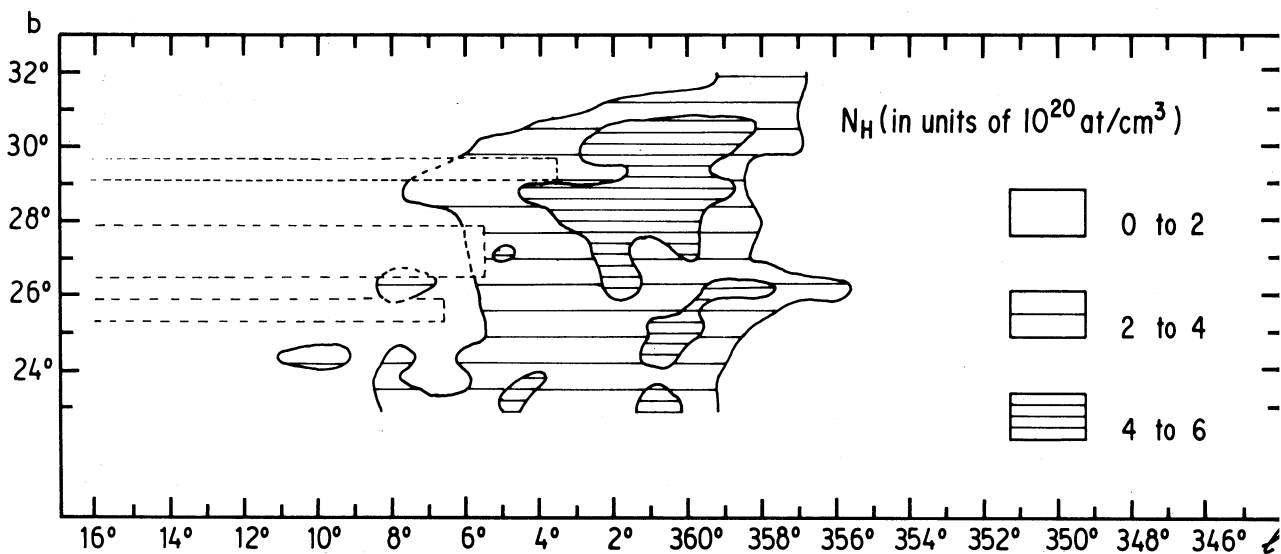 b
32°
30°
28°
26°
24°
N_H (in units of 10^20 at/cm^3)
0 to 2
2 to 4
4 to 6
16° 14° 12° 10° 8° 6° 4° 2° 360° 358° 356° 354° 352° 350° 348° 346° ℓ